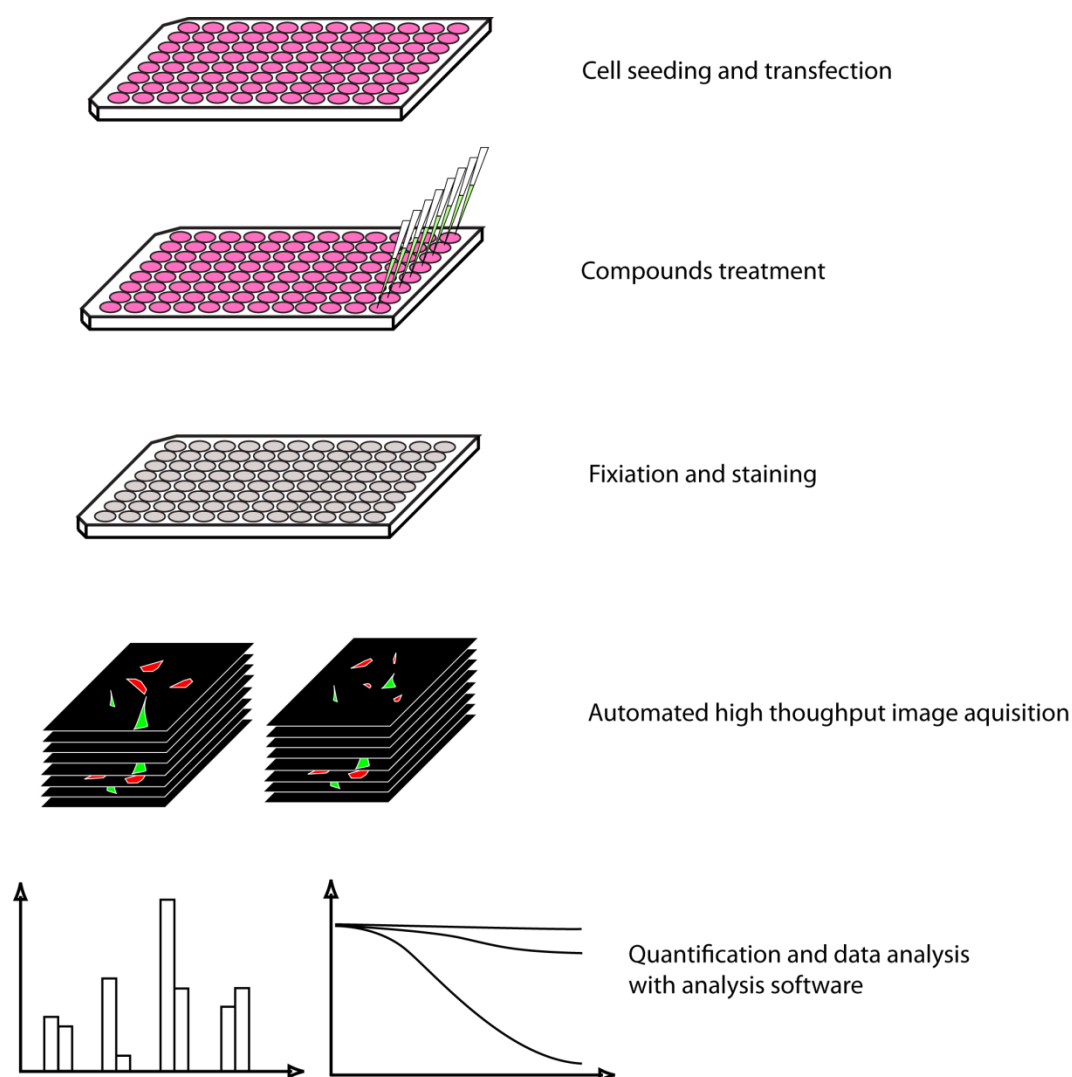 Cell seeding and transfection
Compounds treatment
Fixiation and staining
Automated high thoughput image aquisition
Quantification and data analysis
with analysis software